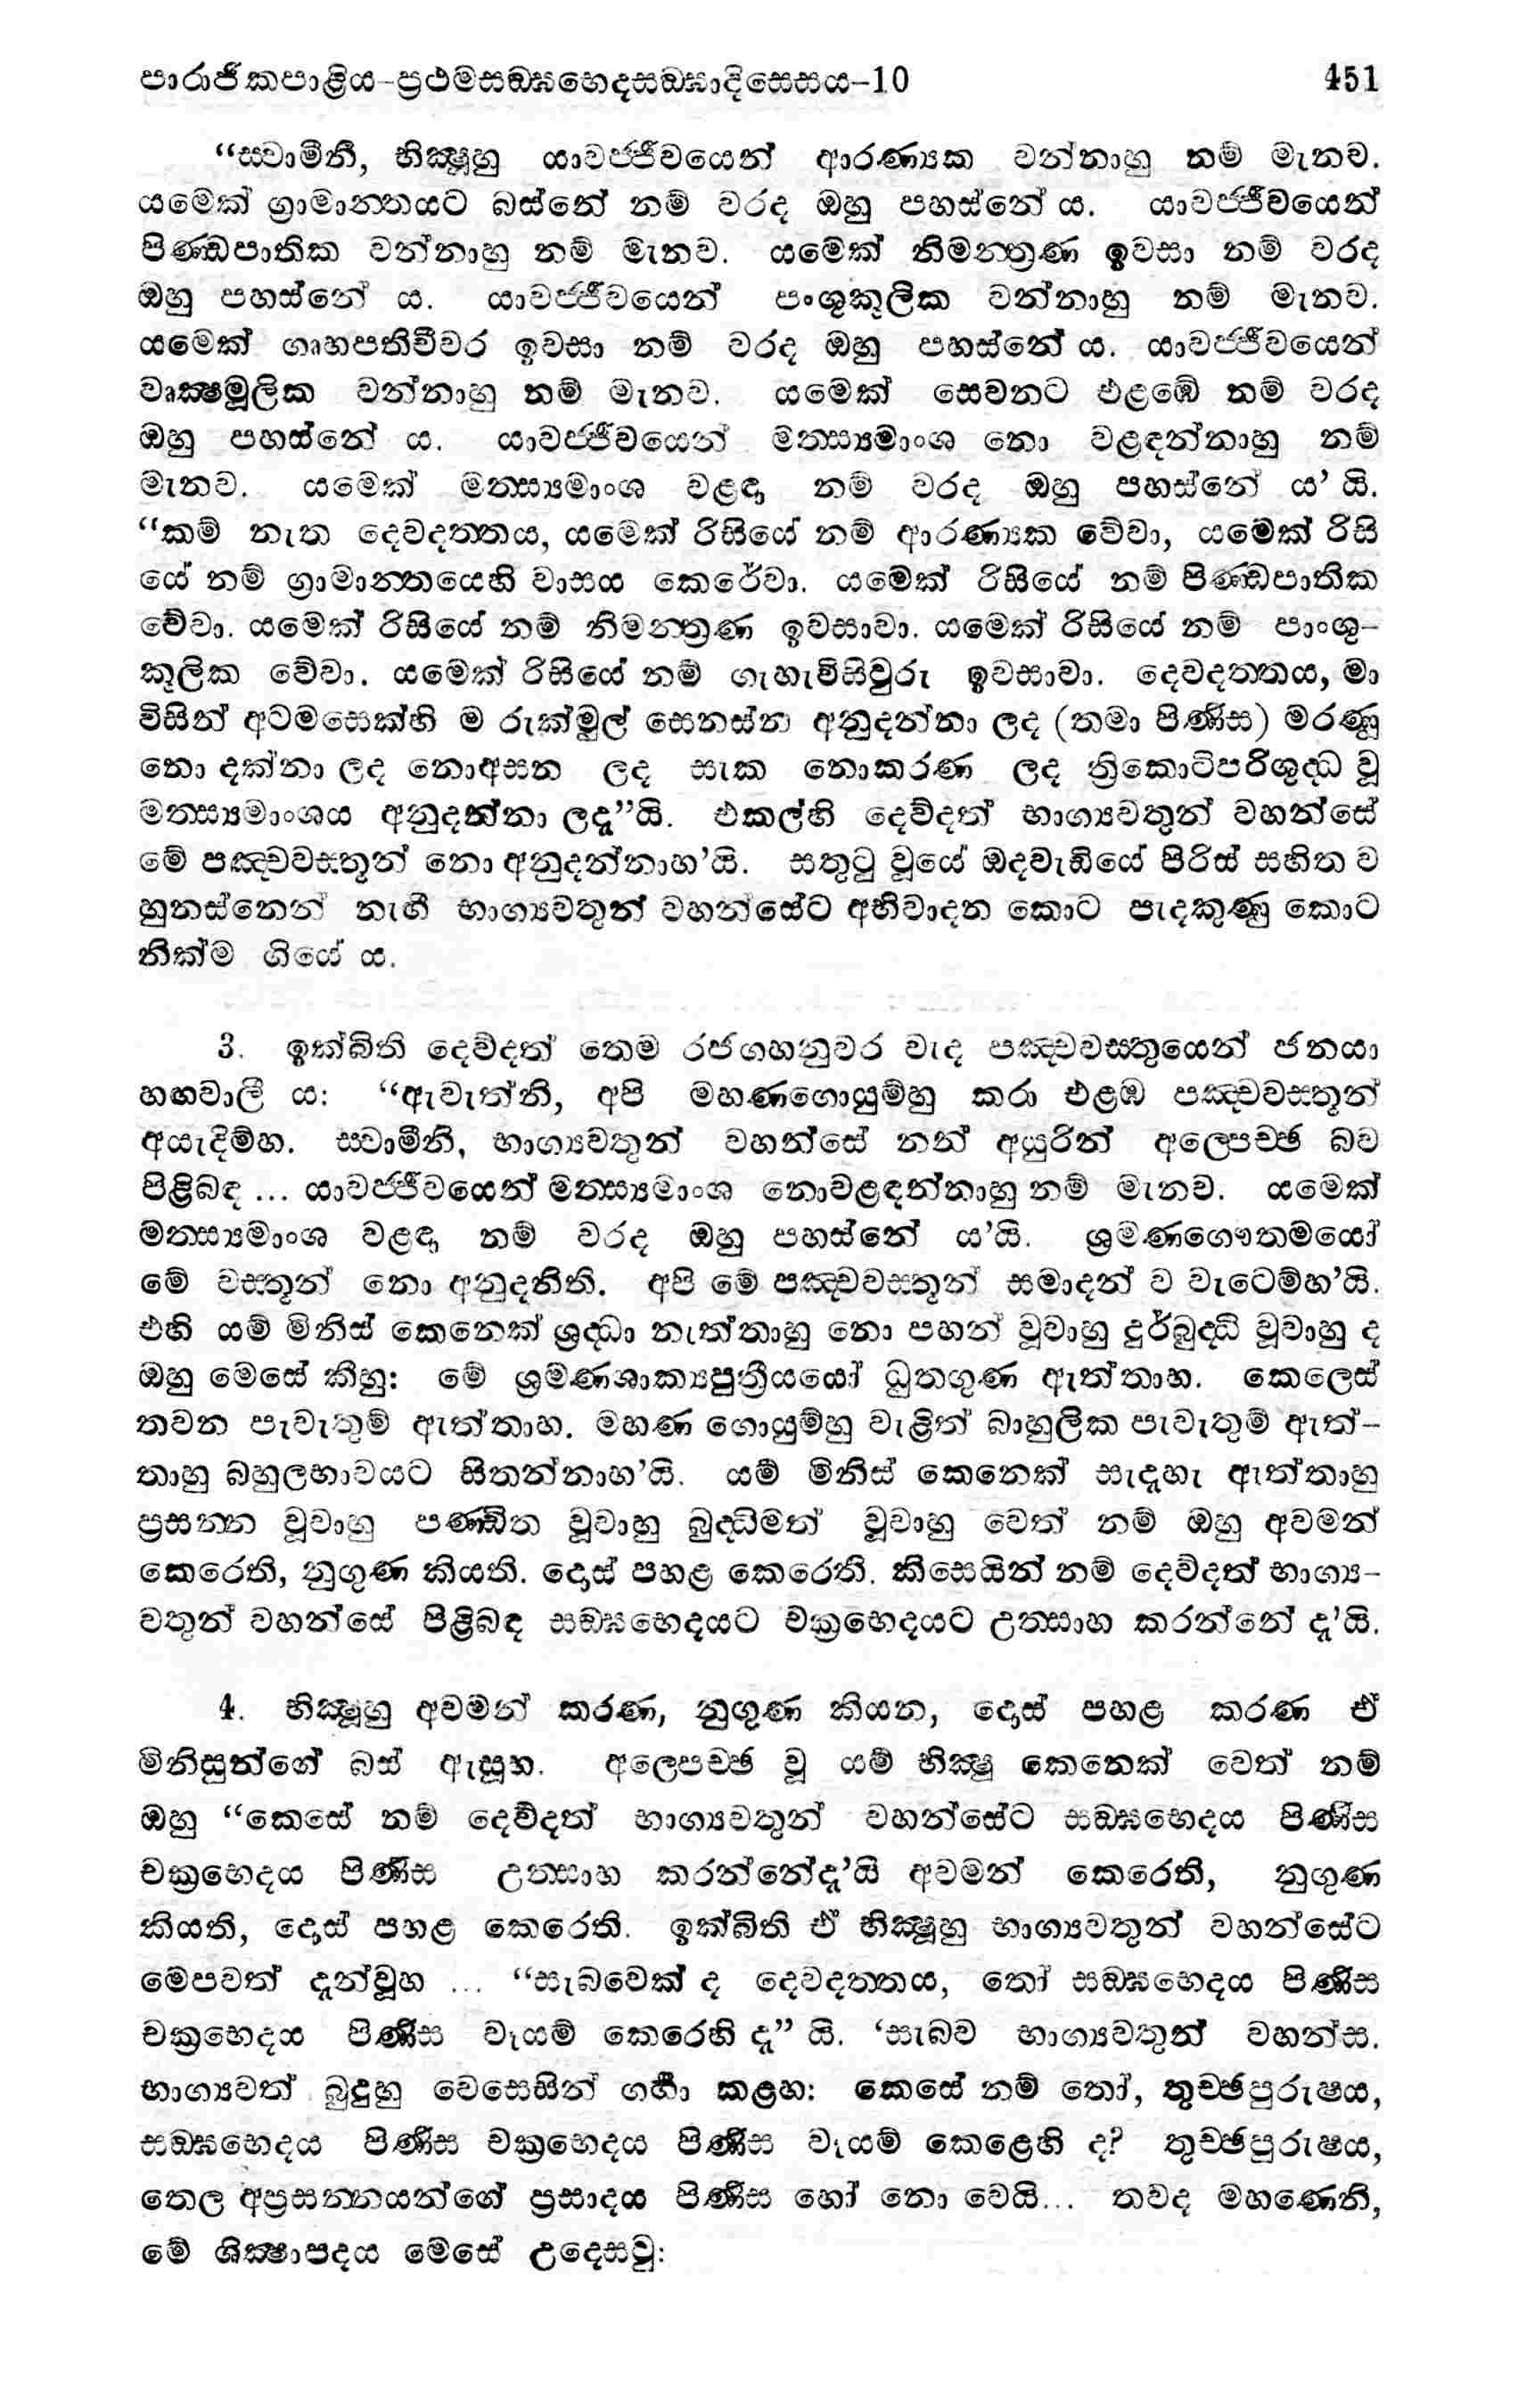 පාරාජිකපාළිය-ප්‍රථමසඞ්ඝභෙදසඞ්ඝාදිසෙසය-10 451
“ස්වාමීනි, භික්ෂූහු යාවජ්ජීවයෙන් ආරණ්‍යක වන්නාහු නම් මැනව.
යමෙක් ග්‍රාමාන්තයට බස්නේ නම් වරද ඔහු පහස්නේ ය. යාවජ්ජීවයෙන්
පිණ්ඩපාතික වන්නාහු නම් මැනව. යමෙක් නිමන්ත්‍රණ ඉවසා නම් වරද
ඔහු පහස්නේ ය. යාවජ්ජීවයෙන් පංශුකූලික වන්නාහු නම් මැනව.
යමෙක් ගෘහපතිචීවර ඉවසා නම් වරද ඔහු පහස්නේ ය. යාවජ්ජීවයෙන්
වෘක්ෂමූලික වන්නාහු නම් මැනව. යමෙක් සෙවනට එළඹේ නම් වරද
ඔහු පහස්නේ ය. යාවජ්ජීවයෙන් මත්ස්‍යමාංශ නො වළඳන්නාහු නම්
මැනව. යමෙක් මත්ස්‍යමාංශ වළඳා නම් වරද ඔහු පහස්නේ ය’ යි.
“කම් නැත දෙවදත්තය, යමෙක් රිසියේ නම් ආරණ්‍යක වේවා, යමෙක් රිසි
යේ නම් ග්‍රාමාන්තයෙහි වාසය කෙරේවා. යමෙක් රිසියේ නම් පිණ්ඩපාතික
වේවා. යමෙක් රිසියේ නම් නිමන්ත්‍රණ ඉවසාවා. යමෙක් රිසියේ නම් පාංශු-
කූලික වේවා. යමෙක් රිසියේ නම් ගැහැවිසිවුරු ඉවසාවා. දෙවදත්තය, මා
විසින් අටමසෙක්හි ම රුක්මුල් සෙනස්න අනුදන්නා ලද (තමා පිණිස) මරණු
නො දක්නා ලද නොඅසන ලද සැක නොකරණ ලද ත්‍රිකොටිපරිශුද්ධ වූ
මත්ස්‍යමාංශය අනුදන්නා ලදැ”යි. එකල්හි දෙව්දත් භාග්‍යවතුන් වහන්සේ
මේ පඤ්චවස්තූන් නො අනුදන්නාහ’යි. සතුටු වූයේ ඔදවැඩියේ පිරිස් සහිත ව
හුනස්නෙන් නැඟී භාග්‍යවතුන් වහන්සේට අභිවාදන කොට පැදකුණු කොට
නික්ම ගියේ ය.
3. ඉක්බිති දෙව්දත් තෙම රජගහනුවර වැද පඤ්චවස්තුයෙන් ජනයා
හඟවාලී ය: “ඇවැත්නි, අපි මහණගොයුම්හු කරා එළඹ පඤ්චවස්තූන්
අයැදිම්හ. ස්වාමීනි, භාග්‍යවතුන් වහන්සේ නන් අයුරින් අල්පෙච්ඡ බව
පිළිබඳ ... යාවජ්ජීවයෙන් මත්ස්‍යමාංශ නොවළඳන්නාහු නම් මැනව. යමෙක්
මත්ස්‍යමාංශ වළඳා නම් වරද ඔහු පහස්නේ ය’යි. ශ්‍රමණගෞතමයෝ
මේ වස්තූන් නො අනුදනිති. අපි මේ පඤ්චවස්තූන් සමාදන් ව වැටෙම්හ’යි.
එහි යම් මිනිස් කෙනෙක් ශ්‍රද්ධා නැත්තාහු නො පහන් වූවාහු දුර්බුද්ධි වූවාහු ද
ඔහු මෙසේ කීහු: මේ ශ්‍රමණශාක්‍යපුත්‍රීයයෝ ධුතගුණ ඇත්තාහ. කෙලෙස්
තවන පැවැතුම් ඇත්තාහ. මහණ ගොයුම්හු වැළිත් බාහුලික පැවැතුම් ඇත්-
තාහු බහුලභාවයට සිතන්නාහ’යි. යම් මිනිස් කෙනෙක් සැදැහැ ඇත්තාහු
ප්‍රසන්න වූවාහු පණ්ඩිත වූවාහු බුද්ධිමත් වූවාහු වෙත් නම් ඔහු අවමන්
කෙරෙති, නුගුණ කියති. දොස් පහළ කෙරෙති. කිසෙයින් නම් දෙව්දත් භාග්‍ය-
වතුන් වහන්සේ පිළිබඳ සඞ්ඝභෙදයට චක්‍රභෙදයට උත්සාහ කරන්නේ දැ’යි.
4. භික්ෂූහු අවමන් කරණ, නුගුණ කියන, දොස් පහළ කරණ ඒ
මිනිසුන්ගේ බස් ඇසූහ. අල්පෙච්ඡ වූ යම් භික්ෂු කෙනෙක් වෙත් නම්
ඔහු “කෙසේ නම් දෙව්දත් භාග්‍යවතුන් වහන්සේට සඞ්ඝභෙදය පිණිස
චක්‍රභෙදය පිණිස උත්සාහ කරන්නේදැ’යි අවමන් කෙරෙති, නුගුණ
කියති, දොස් පහළ කෙරෙති. ඉක්බිති ඒ භික්ෂූහු භාග්‍යවතුන් වහන්සේට
මෙපවත් දැන්වූහ ... “සැබවෙක් ද දෙවදත්තය, තෝ සඞ්ඝභෙදය පිණිස
චක්‍රභෙදය පිණිස වෑයම් කෙරෙහි දැ” යි. ‘සැබව භාග්‍යවතුන් වහන්ස.
භාග්‍යවත් බුදුහු වෙසෙසින් ගර්හා කළහ: කෙසේ නම් තෝ, තුච්ඡපුරුෂය,
සඞ්ඝභෙදය පිණිස චක්‍රභෙදය පිණිස වෑයම් කෙළෙහි ද? තුච්ඡපුරුෂය,
තෙල අප්‍රසන්නයන්ගේ ප්‍රසාදය පිණිස හෝ නො වෙයි... තවද මහණෙනි,
මේ ශික්ෂාපදය මෙසේ උදෙසවු: